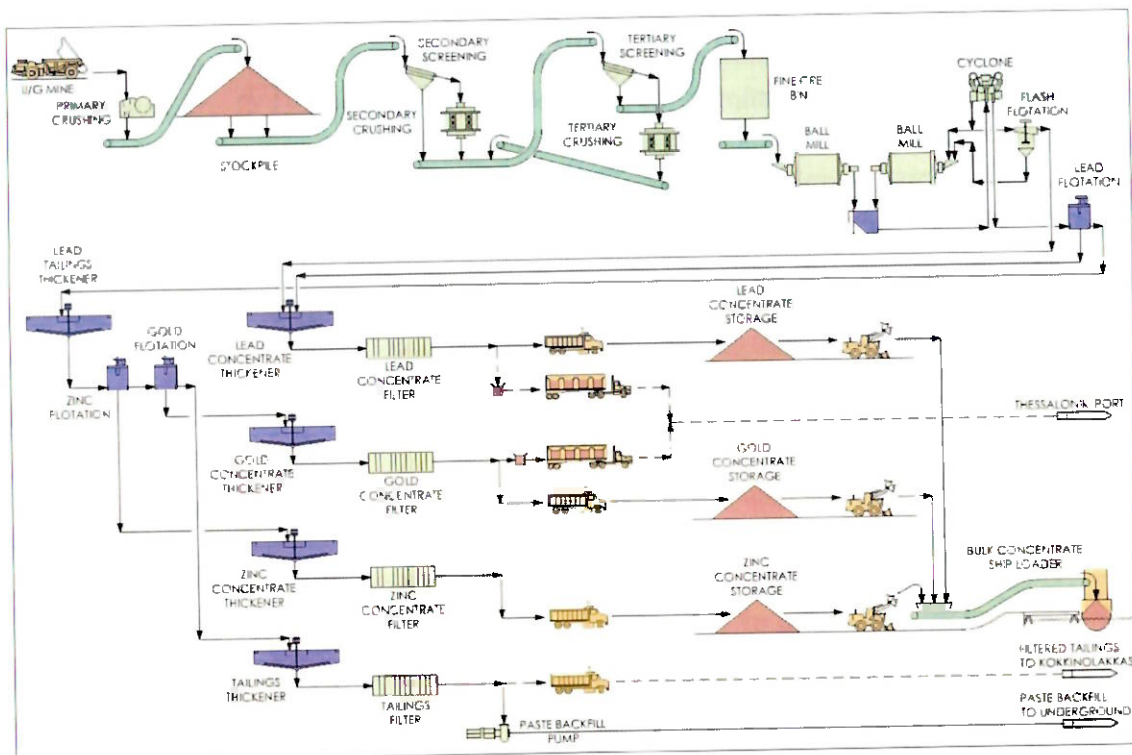 U/G MINE
PRIMARY
CRUSHING
STOCKPILE
SECONDARY
SCREENING
SECONDARY
CRUSHING
TERTIARY
SCREENING
TERTIARY
CRUSHING
FINE ORE
BIN
BALL
MILL
BALL
MILL
CYCLONE
FLASH
FLOTATION
LEAD
FLOTATION
LEAD
TAILINGS
THICKENER
GOLD
FLOTATION
ZINC
FLOTATION
LEAD
CONCENTRATE
THICKENER
LEAD
CONCENTRATE
FILTER
LEAD
CONCENTRATE
STORAGE
THESSALONIK PORT
GOLD
CONCENTRATE
THICKENER
GOLD
CONCENTRATE
FILTER
GOLD
CONCENTRATE
STORAGE
ZINC
CONCENTRATE
THICKENER
ZINC
CONCENTRATE
FILTER
ZINC
CONCENTRATE
STORAGE
BULK CONCENTRATE
SHIP LOADER
TAILINGS
THICKENER
TAILINGS
FILTER
FILTERED TAILINGS
TO KOKKINOLAKKAS
PASTE BACKFILL
PUMP
PASTE BACKFILL
TO UNDERGROUND